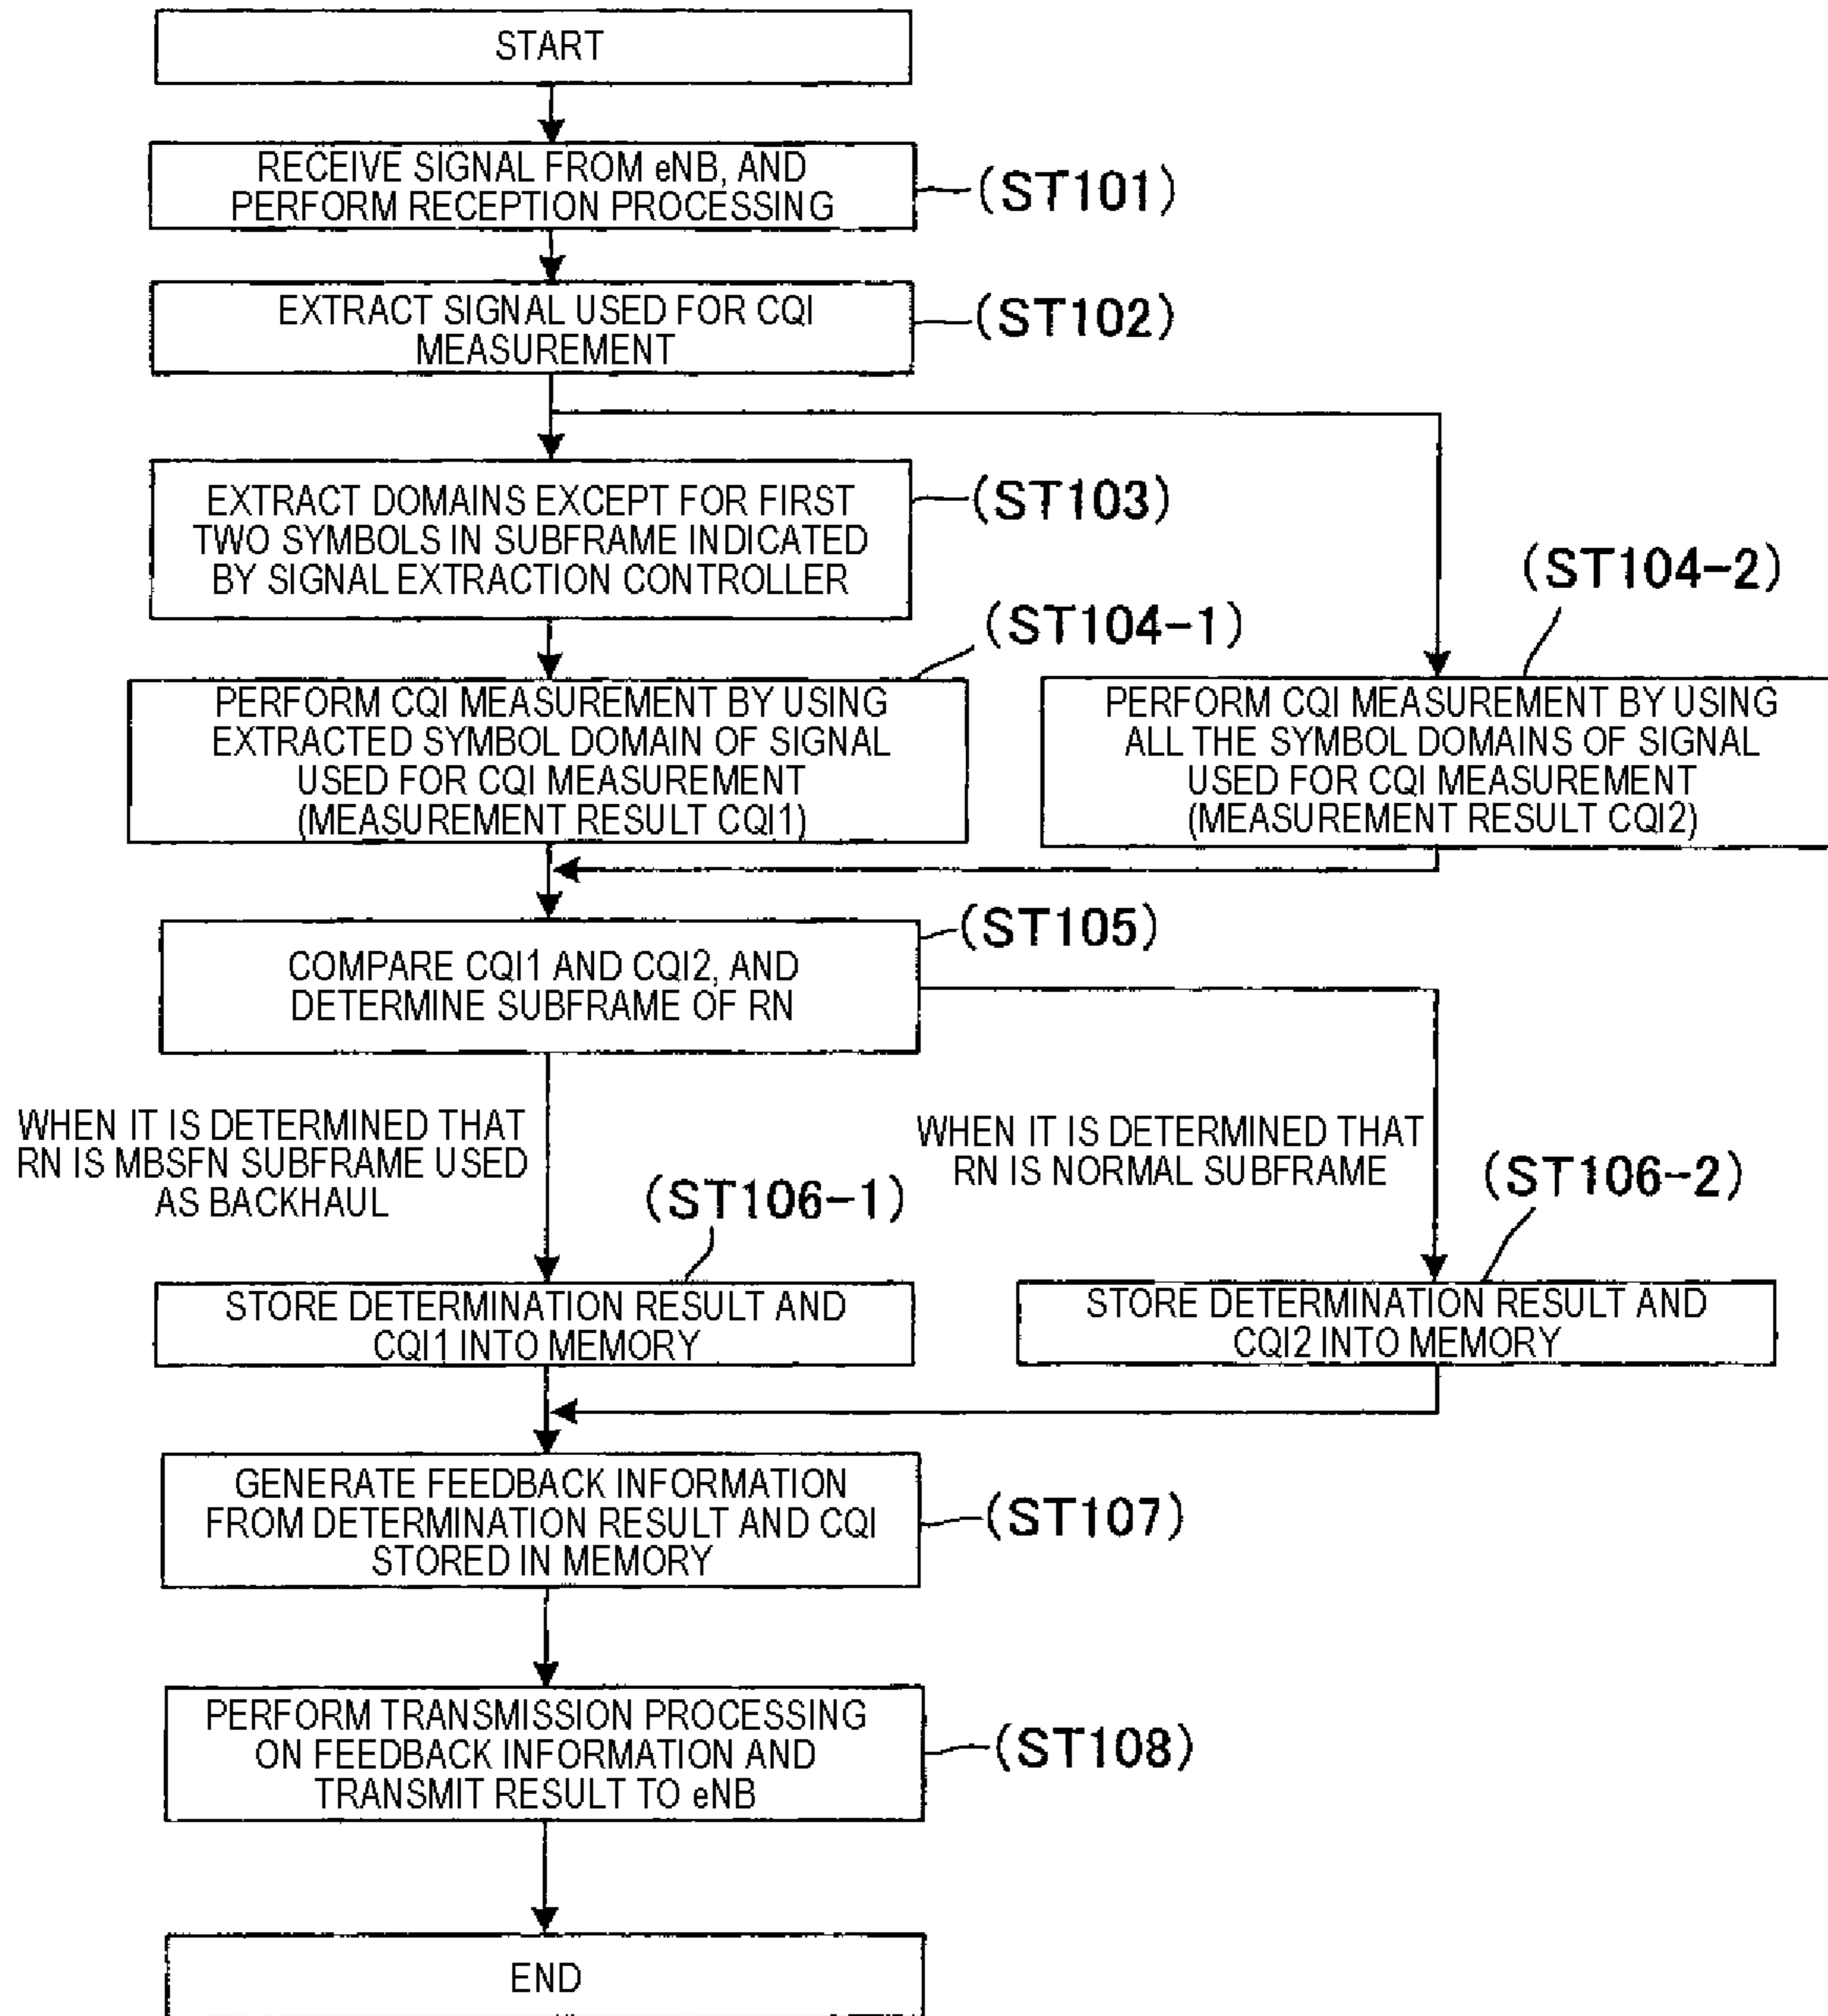 START
RECEIVE SIGNAL FROM eNB, AND
PERFORM RECEPTION PROCESSING
(ST101)
EXTRACT SIGNAL USED FOR CQI
MEASUREMENT
(ST102)
EXTRACT DOMAINS EXCEPT FOR FIRST
TWO SYMBOLS IN SUBFRAME INDICATED
BY SIGNAL EXTRACTION CONTROLLER
(ST103)
(ST104-1)
PERFORM CQI MEASUREMENT BY USING
EXTRACTED SYMBOL DOMAIN OF SIGNAL
USED FOR CQI MEASUREMENT
(MEASUREMENT RESULT CQI1)
(ST104-2)
PERFORM CQI MEASUREMENT BY USING
ALL THE SYMBOL DOMAINS OF SIGNAL
USED FOR CQI MEASUREMENT
(MEASUREMENT RESULT CQI2)
COMPARE CQI1 AND CQI2, AND
DETERMINE SUBFRAME OF RN
(ST105)
WHEN IT IS DETERMINED THAT
RN IS MBSFN SUBFRAME USED
AS BACKHAUL
(ST106-1)
STORE DETERMINATION RESULT AND
CQI1 INTO MEMORY
WHEN IT IS DETERMINED THAT
RN IS NORMAL SUBFRAME
(ST106-2)
STORE DETERMINATION RESULT AND
CQI2 INTO MEMORY
GENERATE FEEDBACK INFORMATION
FROM DETERMINATION RESULT AND CQI
STORED IN MEMORY
(ST107)
PERFORM TRANSMISSION PROCESSING
ON FEEDBACK INFORMATION AND
TRANSMIT RESULT TO eNB
(ST108)
END